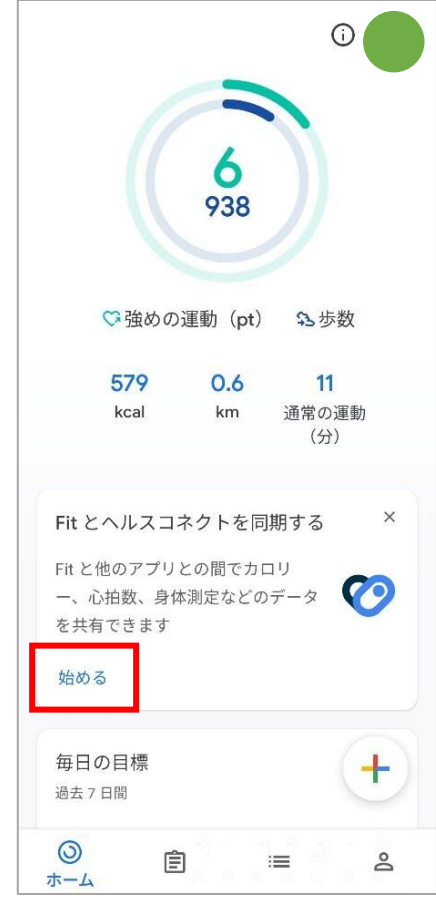 6
938
強めの運動（pt） 歩数
579 0.6 11
kcal km 通常の運動
（分）
Fit とヘルスコネクトを同期する
Fit と他のアプリとの間でカロリ
ー、心拍数、身体測定などのデータ
を共有できます
始める
毎日の目標
過去 7 日間
ホーム